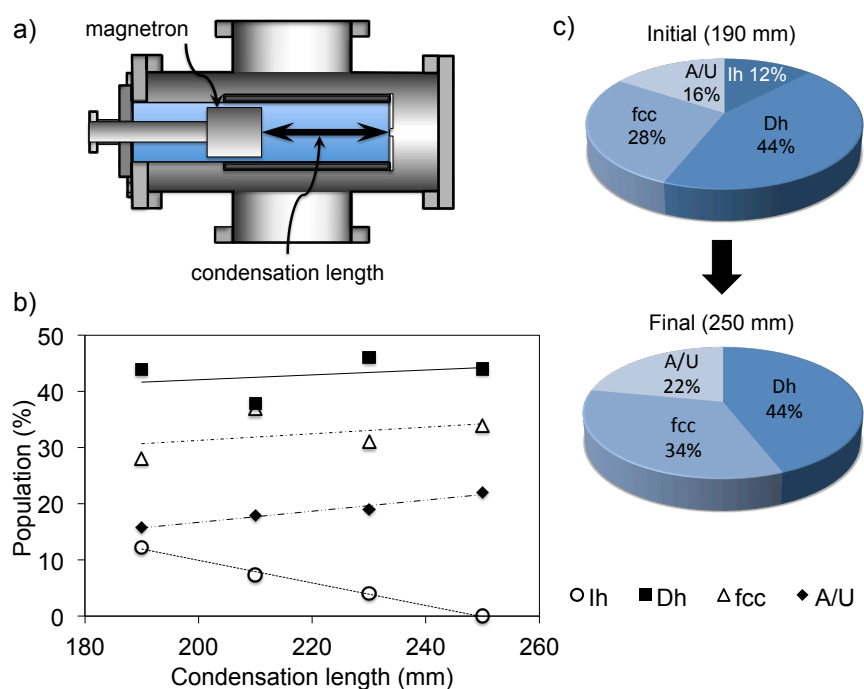 a)
magnetron
condensation length
b)
Population (%)
50
40
30
20
10
0
180
200
220
240
260
Condensation length (mm)
c)
Initial (190 mm)
A/U
16%
Ih 12%
fcc
28%
Dh
44%
Final (250 mm)
A/U
22%
Dh
44%
fcc
34%
Ih
Dh
fcc
A/U